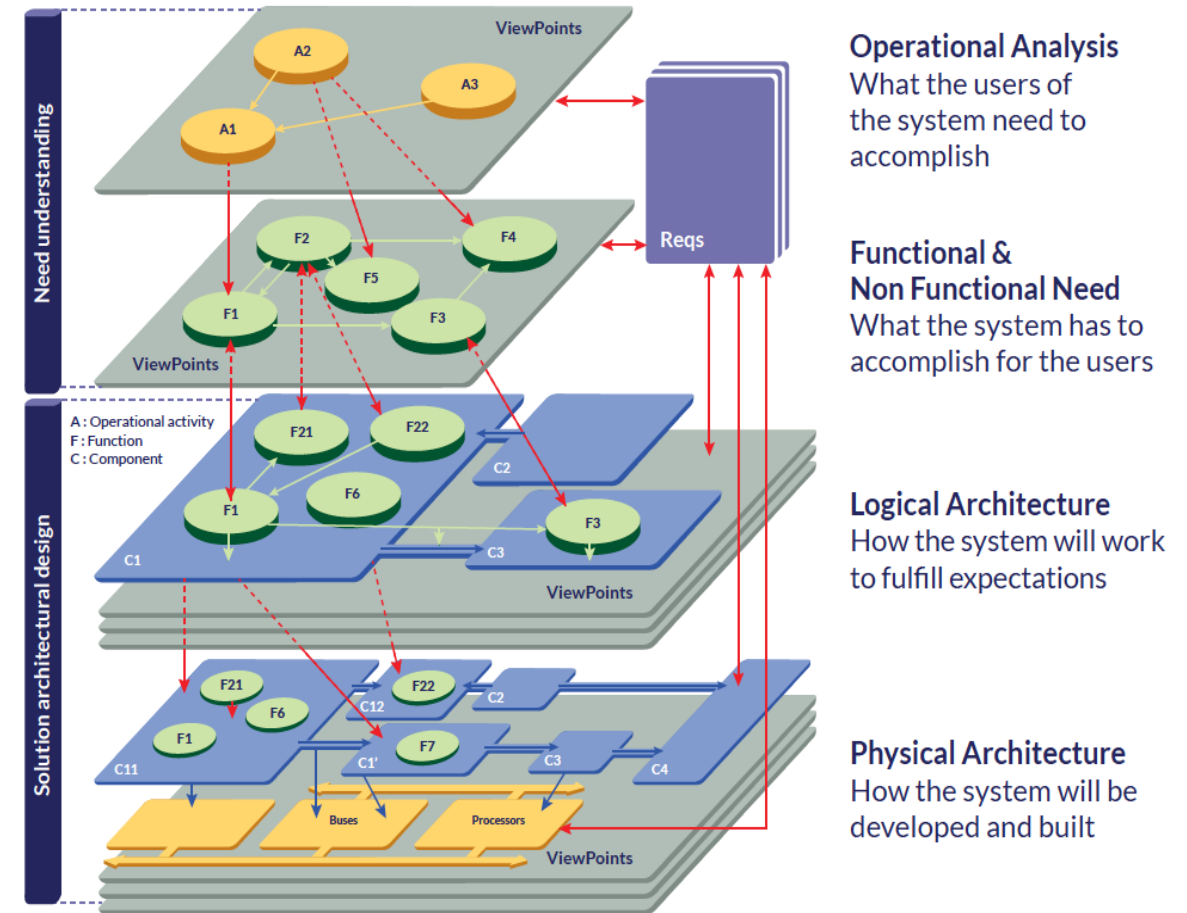 Need understanding
ViewPoints
A2
A3
A1
Operational Analysis
What the users of
the system need to
accomplish
Reqs
F2
F4
F5
F1
F3
ViewPoints
Functional &
Non Functional Need
What the system has to
accomplish for the users
Solution architectural design
A : Operational activity
F : Function
C : Component
F21
F22
C2
F6
F1
F3
C1
C3
ViewPoints
Logical Architecture
How the system will work
to fulfill expectations
F21
F22
C2
F6
C12
F1
F7
C11
C1'
C3
C4
Buses
Processors
ViewPoints
Physical Architecture
How the system will be
developed and built